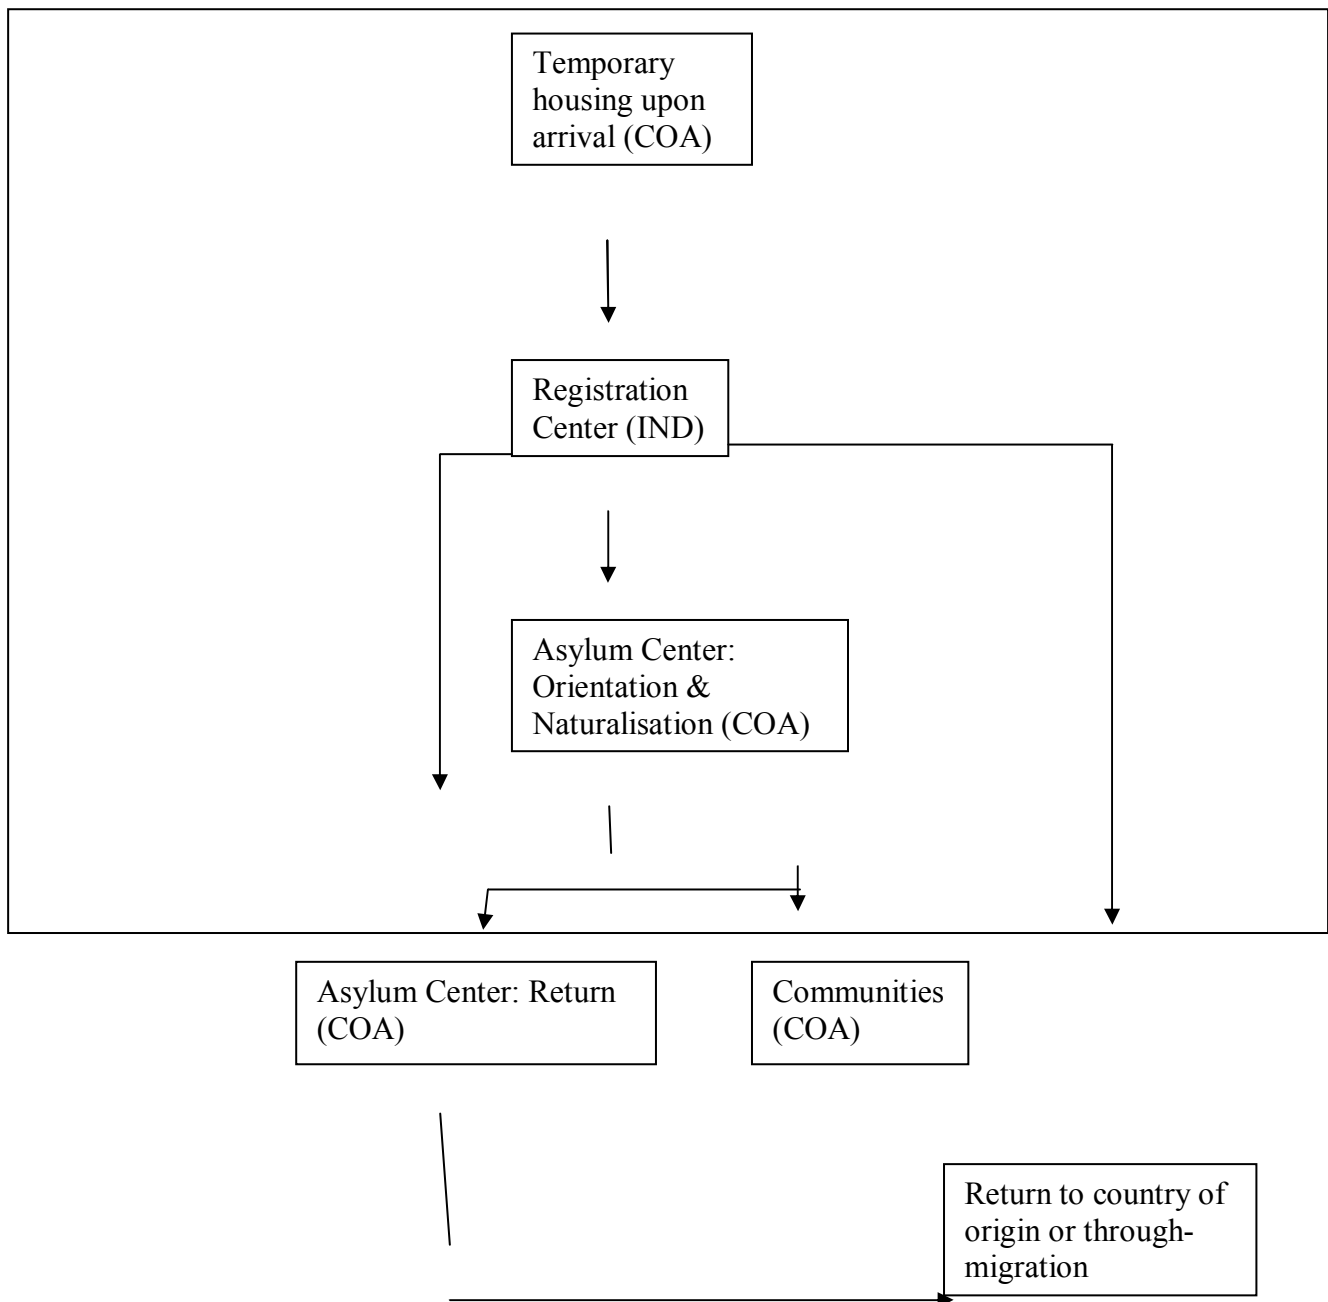 Temporary
housing upon
arrival (COA)
Registration
Center (IND)
Asylum Center:
Orientation &
Naturalisation (COA)
Asylum Center: Return
(COA)
Communities
(COA)
Return to country of
origin or through-
migration